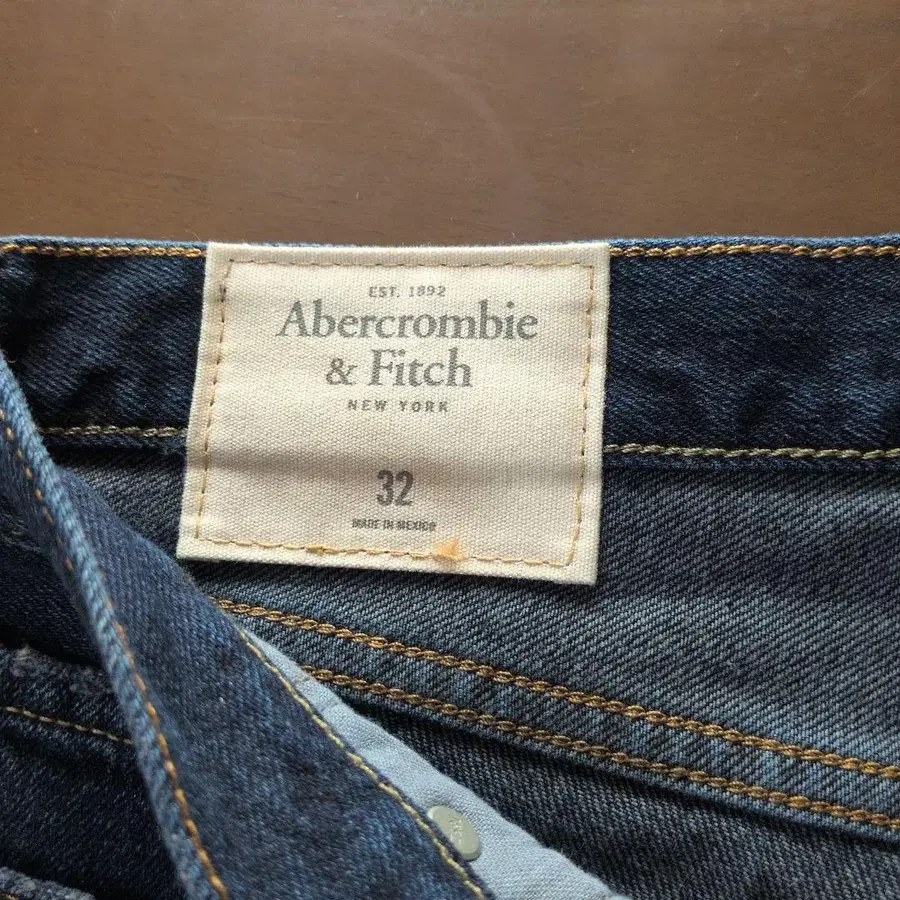 EST. 1892
Abercrombie
& Fitch
NEW YORK
32
MADE IN MEXICO